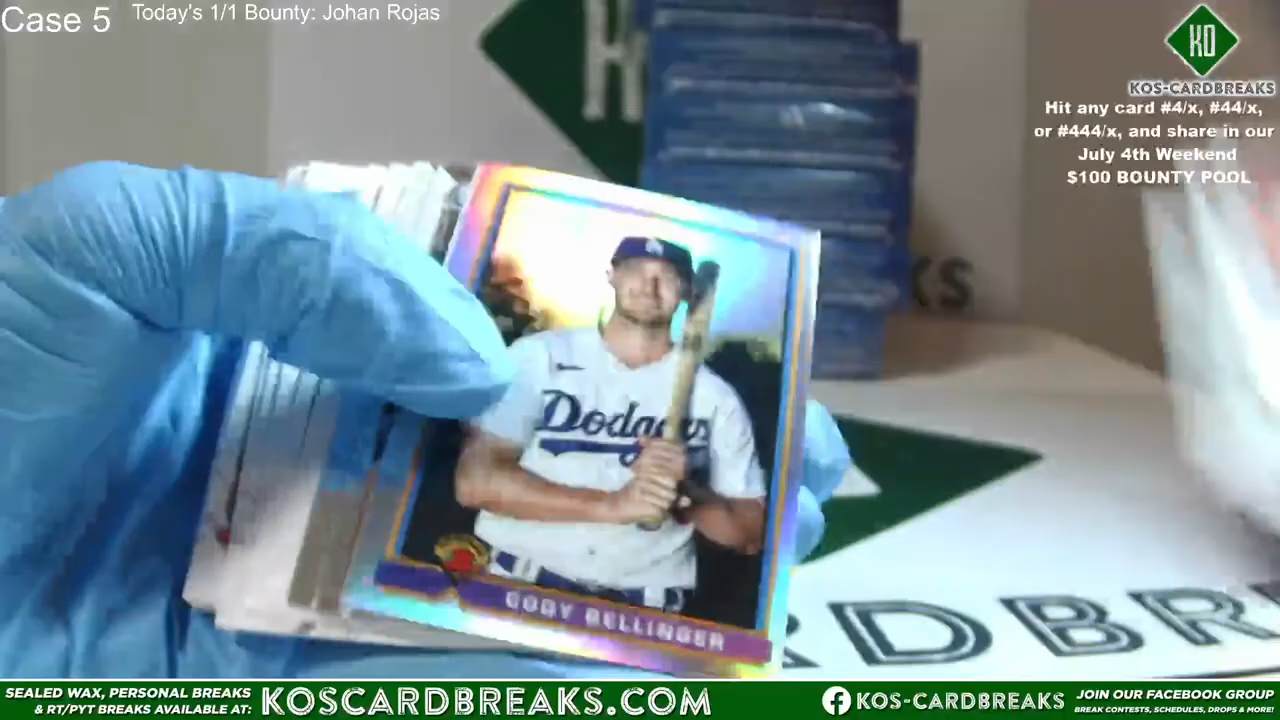 Case 5
Today's 1/1 Bounty: Johan Rojas
KO
KOS-CARDBREAKS
Hit any card #4/x, #44/x,
or #444/x, and share in our
July 4th Weekend
$100 BOUNTY POOL
Dodgers
CODY BELLINGER
SEALED WAX, PERSONAL BREAKS
& RT/PYT BREAKS AVAILABLE AT:
KOSCARDBREAKS.COM
KOS-CARDBREAKS
JOIN OUR FACEBOOK GROUP
BREAK CONTESTS, SCHEDULES, DROPS & MORE!